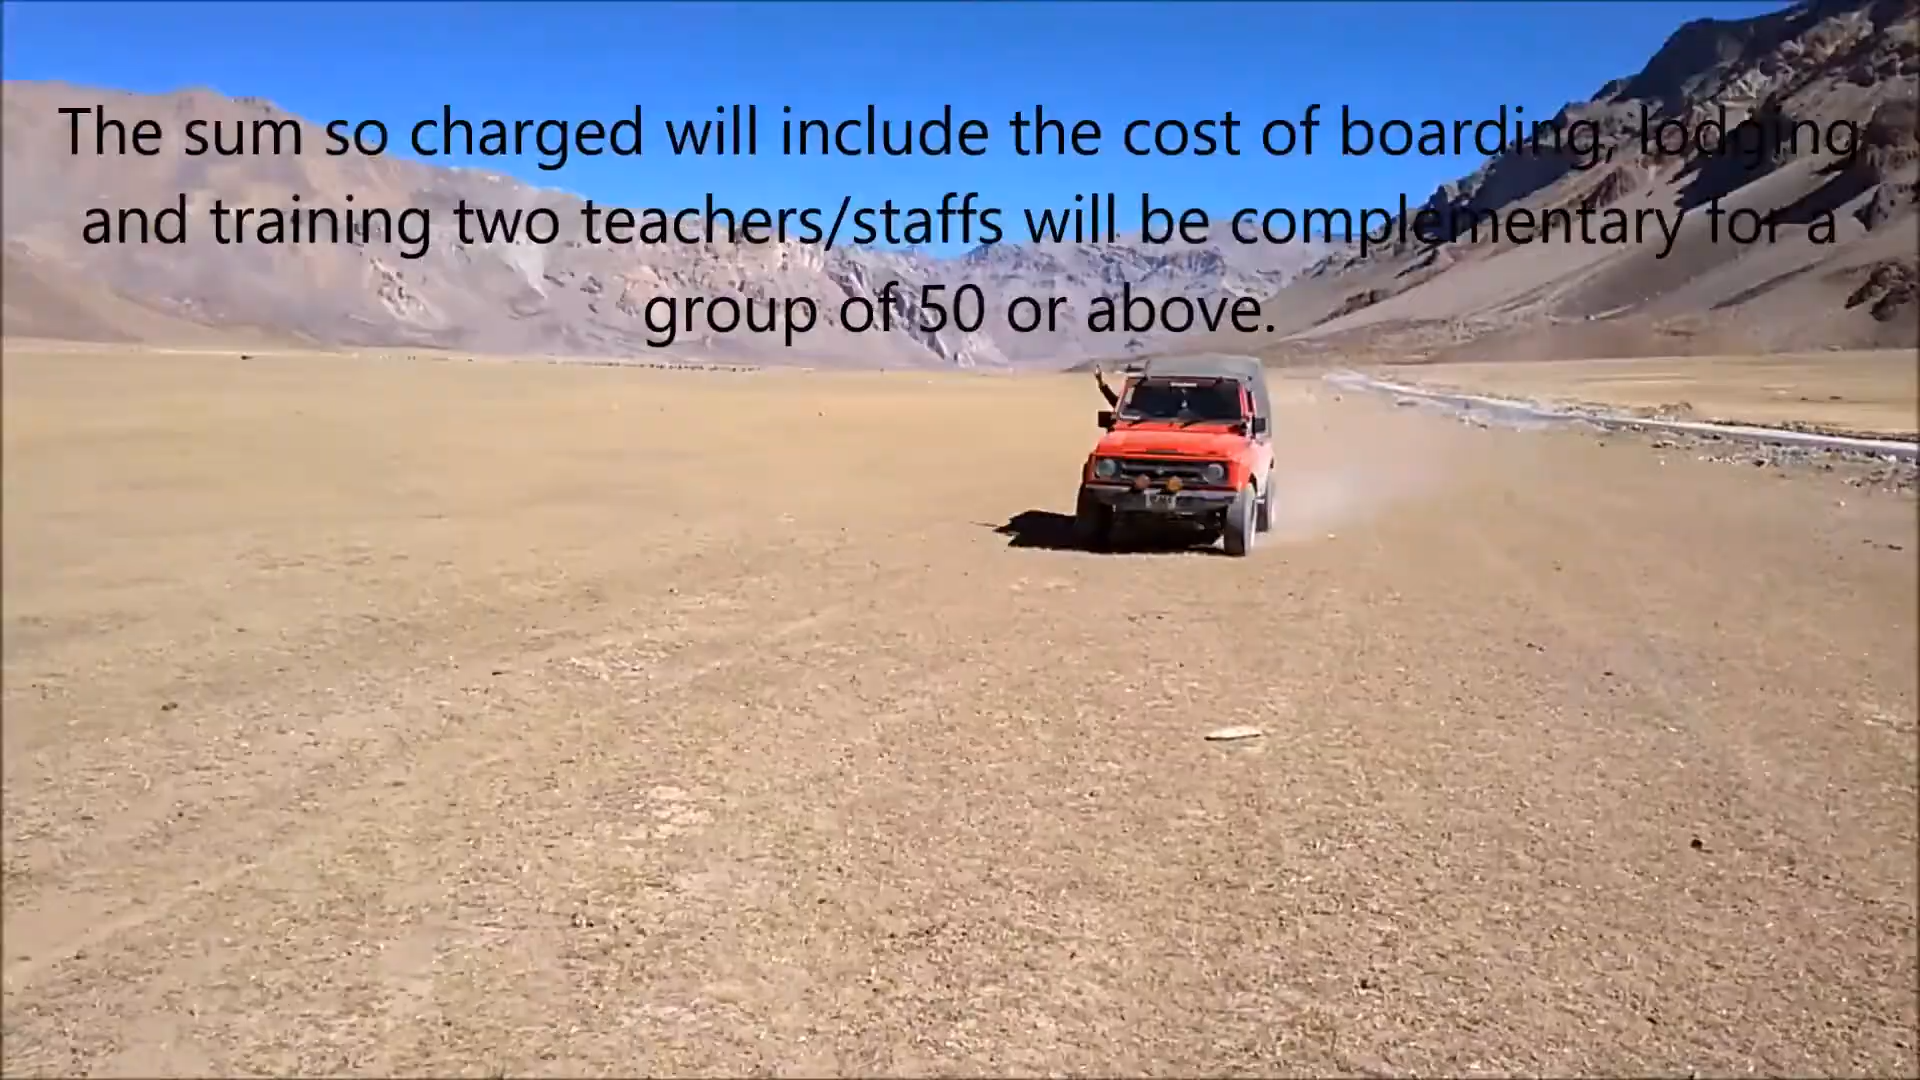 The sum so charged will include the cost of boarding, lodging
and training two teachers/staffs will be complementary for a
group of 50 or above.